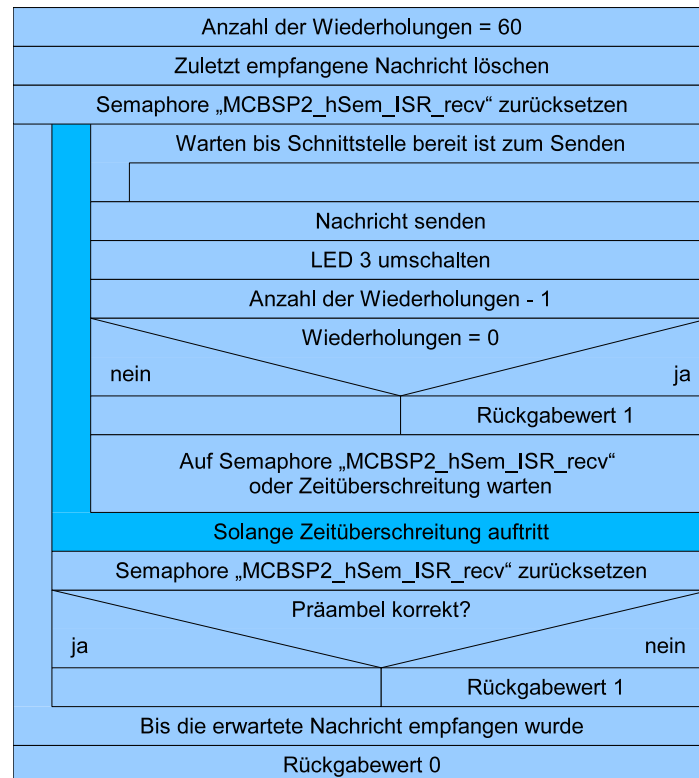 Anzahl der Wiederholungen = 60
Zuletzt empfangene Nachricht löschen
Semaphore „MCBSP2_hSem_ISR_recv“ zurücksetzen
Warten bis Schnittstelle bereit ist zum Senden
Nachricht senden
LED 3 umschalten
Anzahl der Wiederholungen - 1
Wiederholungen = 0
nein
ja
Rückgabewert 1
Auf Semaphore „MCBSP2_hSem_ISR_recv“
oder Zeitüberschreitung warten
Solange Zeitüberschreitung auftritt
Semaphore „MCBSP2_hSem_ISR_recv“ zurücksetzen
Präambel korrekt?
ja
nein
Rückgabewert 1
Bis die erwartete Nachricht empfangen wurde
Rückgabewert 0